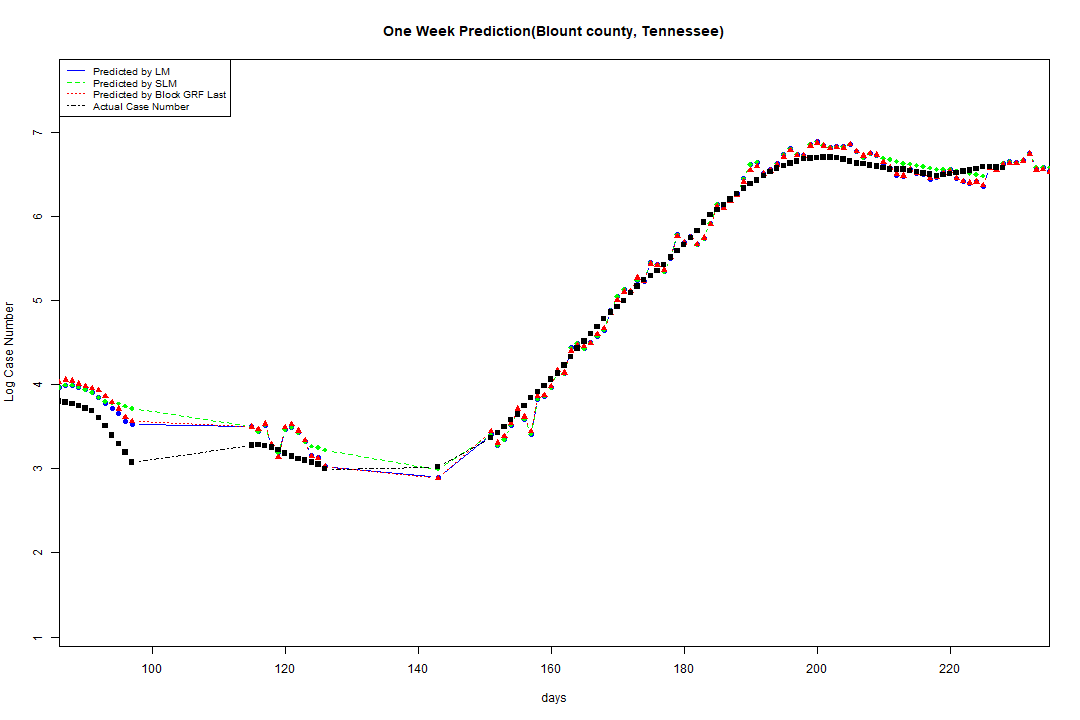 One Week Prediction(Blount county, Tennessee)
Predicted by LM
Predicted by SLM
Predicted by Block GRF Last
Actual Case Number
7
6
5
4
3
2
1
Log Case Number
100 120 140 160 180 200 220
days